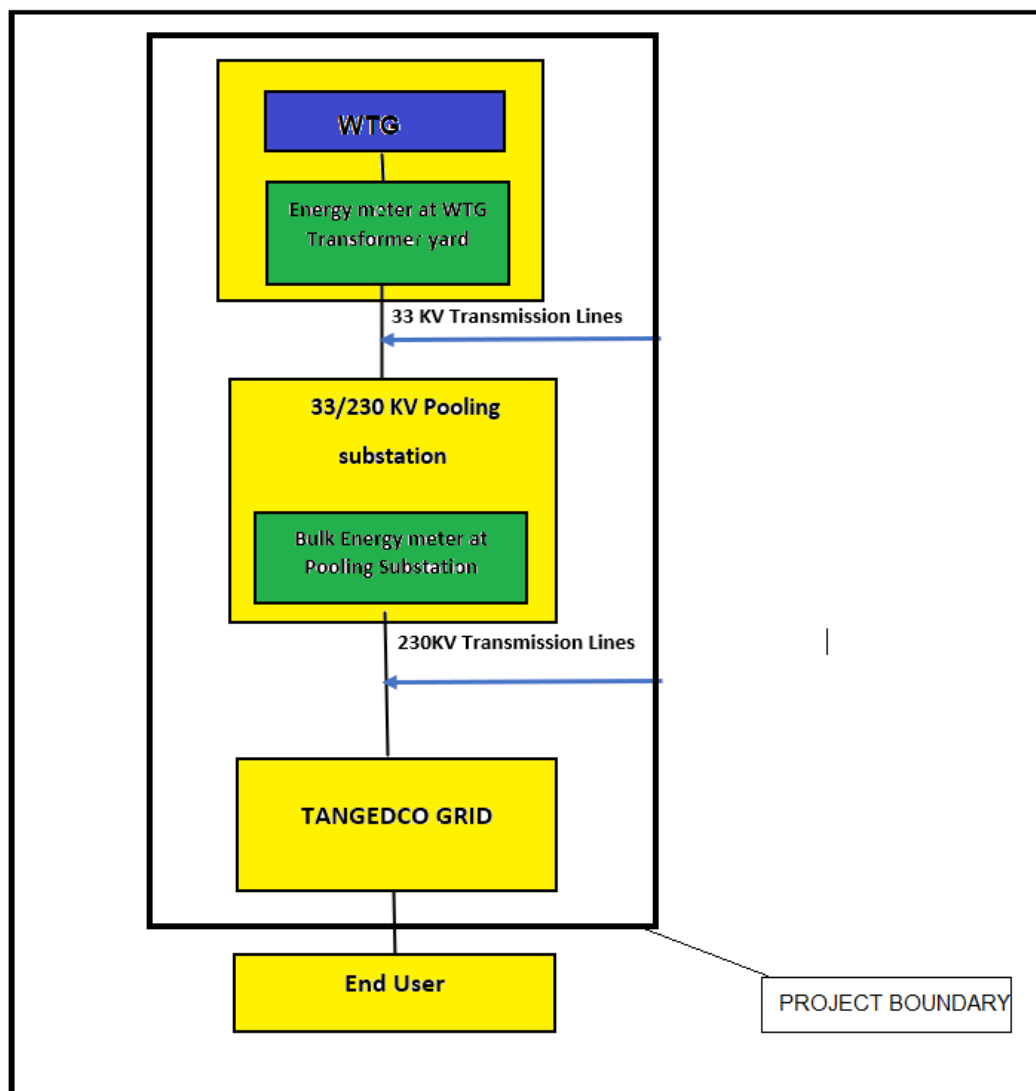 WTG
Energy meter at WTG
Transformer yard
33 KV Transmission Lines
33/230 KV Pooling
substation
Bulk Energy meter at
Pooling Substation
230KV Transmission Lines
TANGEDCO GRID
End User
PROJECT BOUNDARY